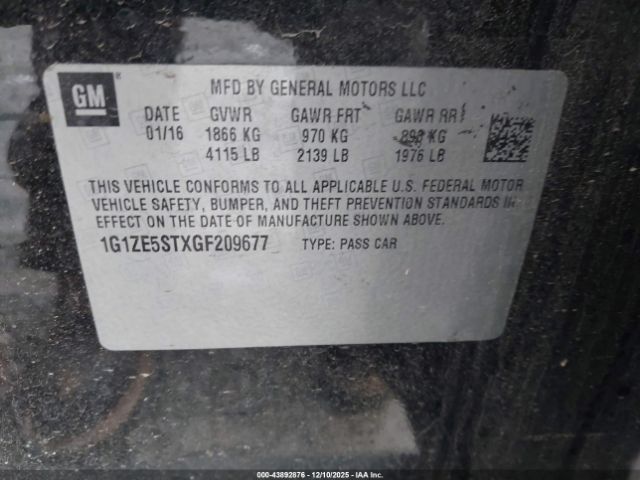 GM
MFD BY GENERAL MOTORS LLC
DATE GVWR GAWR FRT GAWR RR
01/16 1866 KG 970 KG 896 KG
4115 LB 2139 LB 1976 LB
THIS VEHICLE CONFORMS TO ALL APPLICABLE U.S. FEDERAL MOTOR
VEHICLE SAFETY, BUMPER, AND THEFT PREVENTION STANDARDS IN
EFFECT ON THE DATE OF MANUFACTURE SHOWN ABOVE.
1G1ZE5STXGF209677 TYPE: PASS CAR
000-43892876 - 12/10/2025 - IAA Inc.